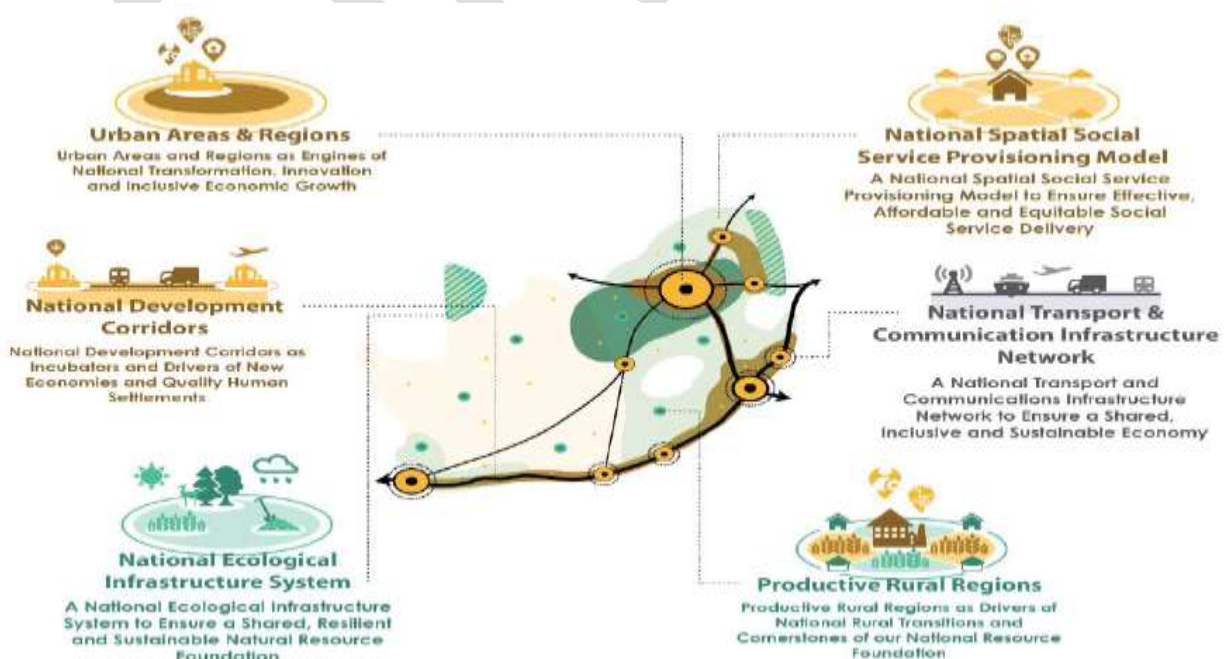 Urban Areas & Regions
Urban Areas and Regions as Engines of
National Transformation, Innovation
and Inclusive Economic Growth
National Development
Corridors
National Development Corridors as
Incubators and Drivers of New
Economies and Quality Human
Settlements
National Ecological
Infrastructure System
A National Ecological Infrastructure
System to Ensure a Shared, Resilient
and Sustainable Natural Resource
Foundation
National Spatial Social
Service Provisioning Model
A National Spatial Social Service
Provisioning Model to Ensure Effective,
Affordable and Equitable Social
Service Delivery
National Transport &
Communication Infrastructure
Network
A National Transport and
Communications Infrastructure
Network to Ensure a Shared,
Inclusive and Sustainable Economy
Productive Rural Regions
Productive Rural Regions as Drivers of
National Rural Transitions and
Cornerstones of our National Resource
Foundation